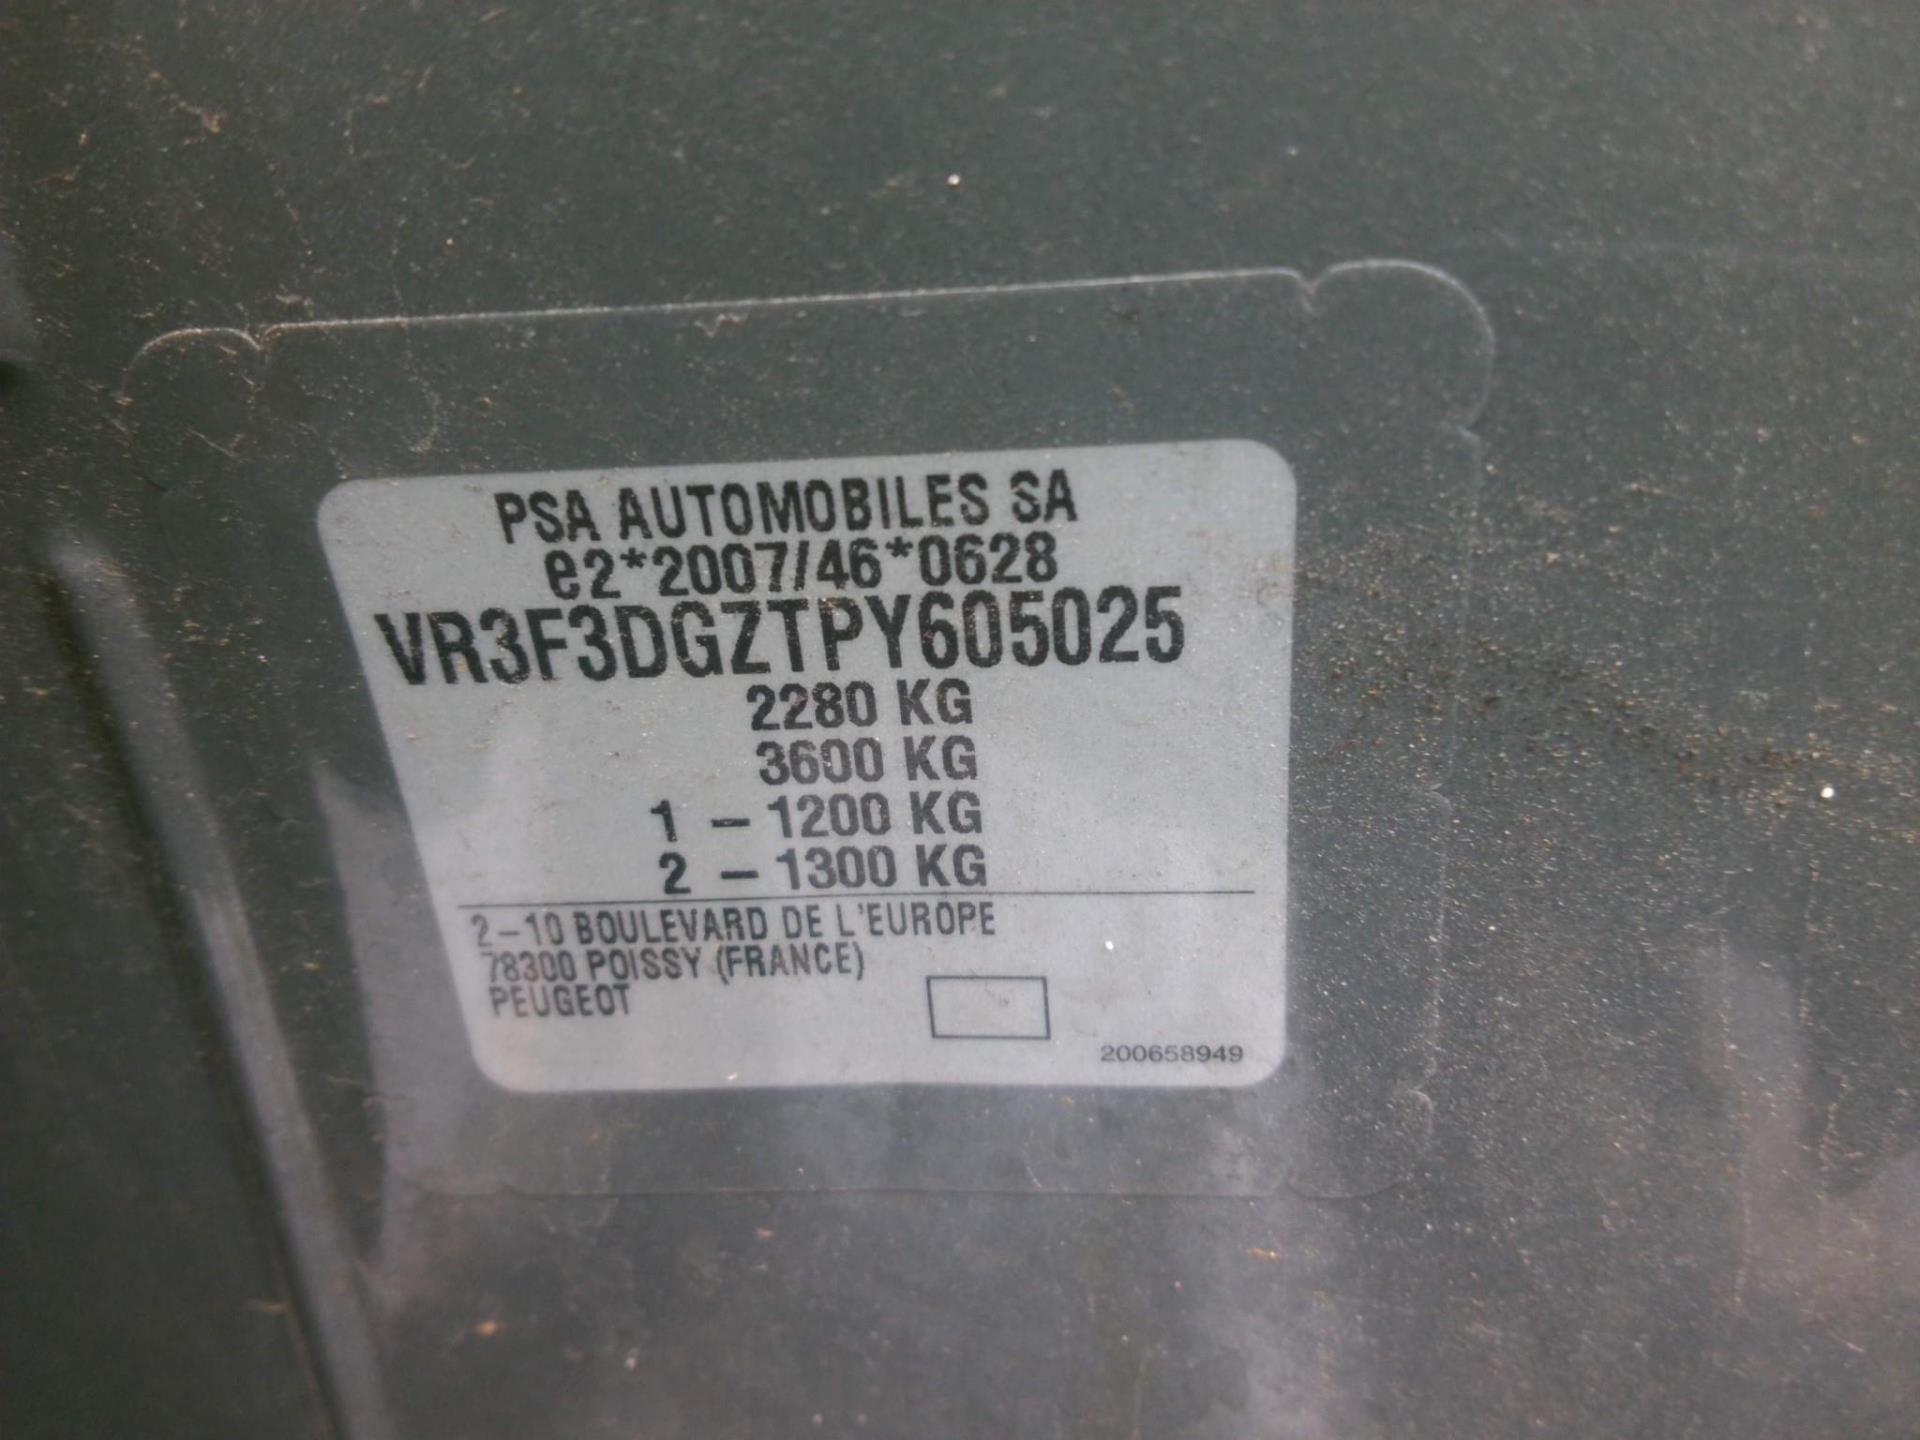 PSA AUTOMOBILES SA
e2*2007/46*0628
VR3F3DGZTPY605025
2280 KG
3600 KG
1 – 1200 KG
2 – 1300 KG
2–10 BOULEVARD DE L'EUROPE
78300 POISSY (FRANCE)
PEUGEOT
200658949